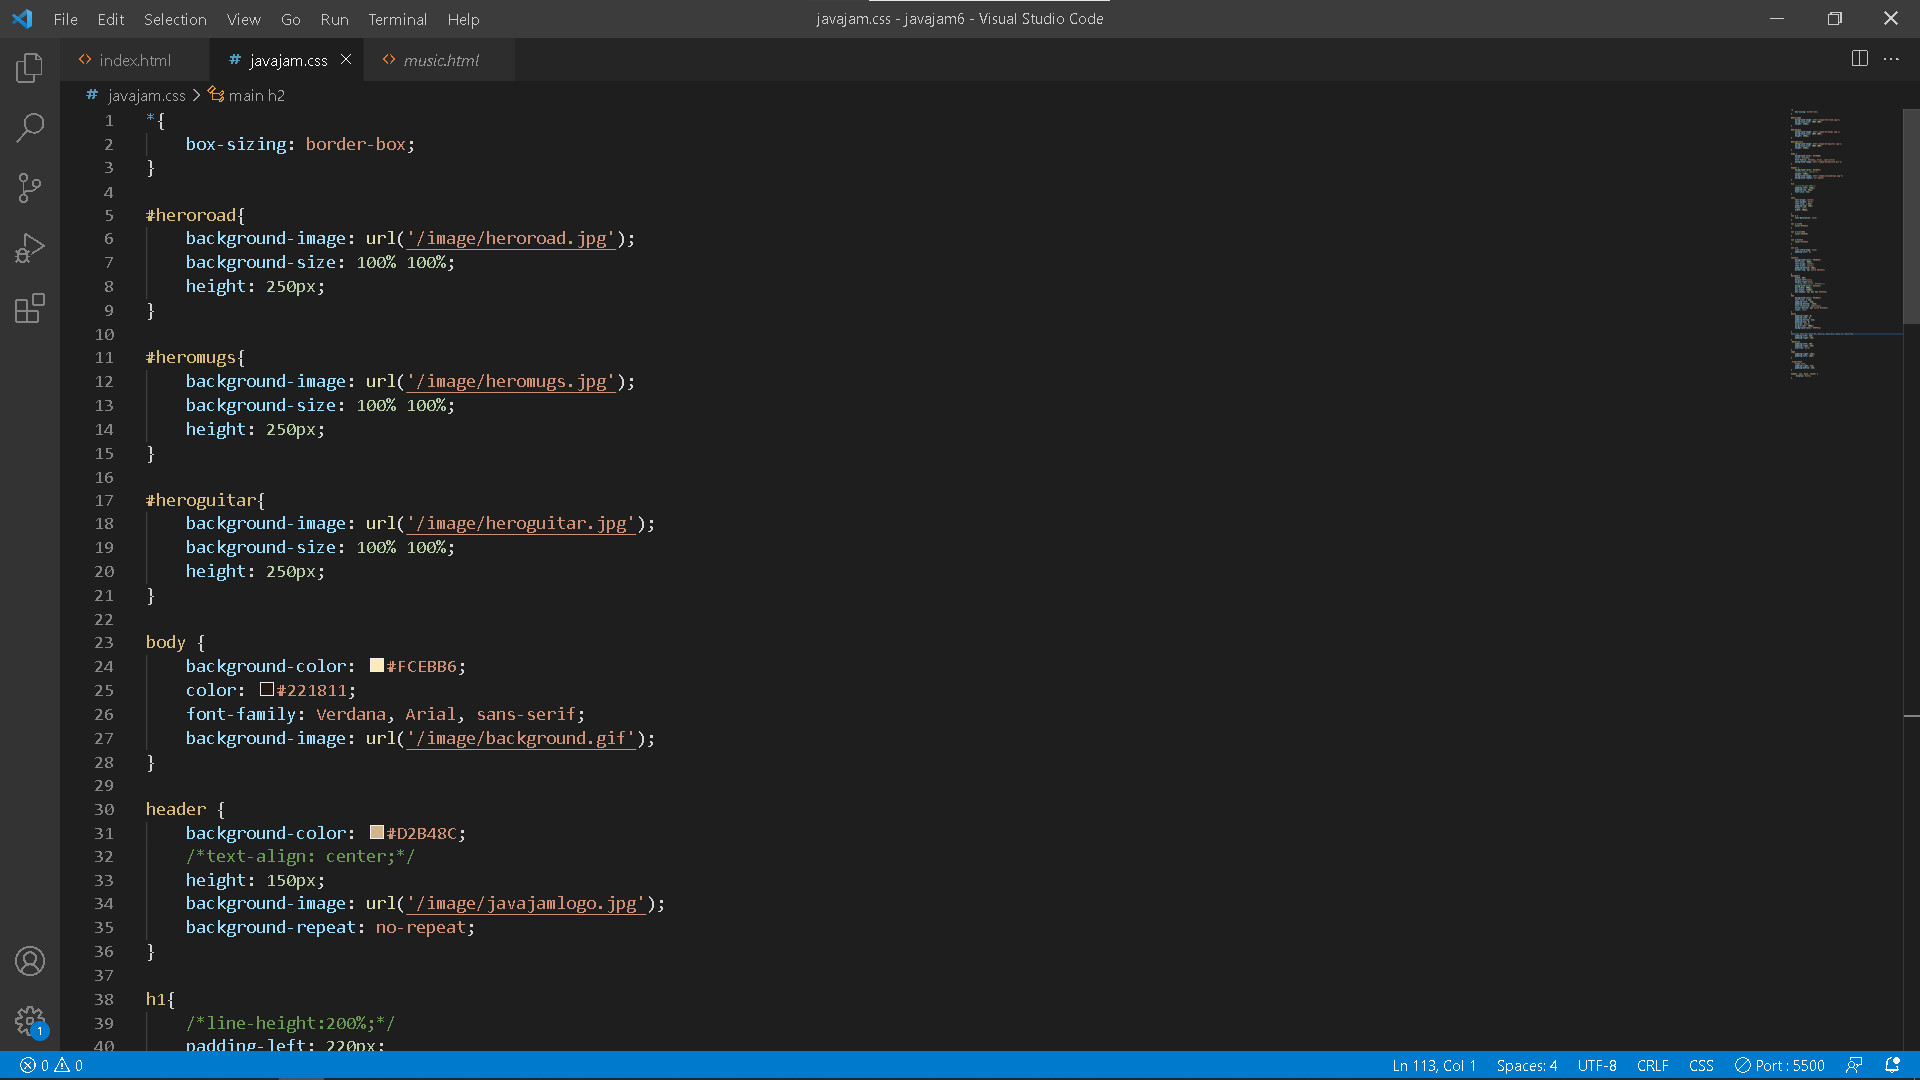 File Edit Selection View Go Run Terminal Help
javajam.css - javajam6 - Visual Studio Code
index.html
javajam.css
music.html
javajam.css > main h2
1 *{
2 box-sizing: border-box;
3 }
4
5 #heroroad{
6 background-image: url('/image/heroroad.jpg');
7 background-size: 100% 100%;
8 height: 250px;
9 }
10
11 #heromugs{
12 background-image: url('/image/heromugs.jpg');
13 background-size: 100% 100%;
14 height: 250px;
15 }
16
17 #heroguitar{
18 background-image: url('/image/heroguitar.jpg');
19 background-size: 100% 100%;
20 height: 250px;
21 }
22
23 body {
24 background-color: #FCEBB6;
25 color: #221811;
26 font-family: Verdana, Arial, sans-serif;
27 background-image: url('/image/background.gif');
28 }
29
30 header {
31 background-color: #D2B48C;
32 /*text-align: center;*/
33 height: 150px;
34 background-image: url('/image/javajamlogo.jpg');
35 background-repeat: no-repeat;
36 }
37
38 h1{
39 /*line-height:200%;*/
40 padding-left: 220px;
1
0 0
Ln 113, Col 1 Spaces: 4 UTF-8 CRLF CSS Port : 5500